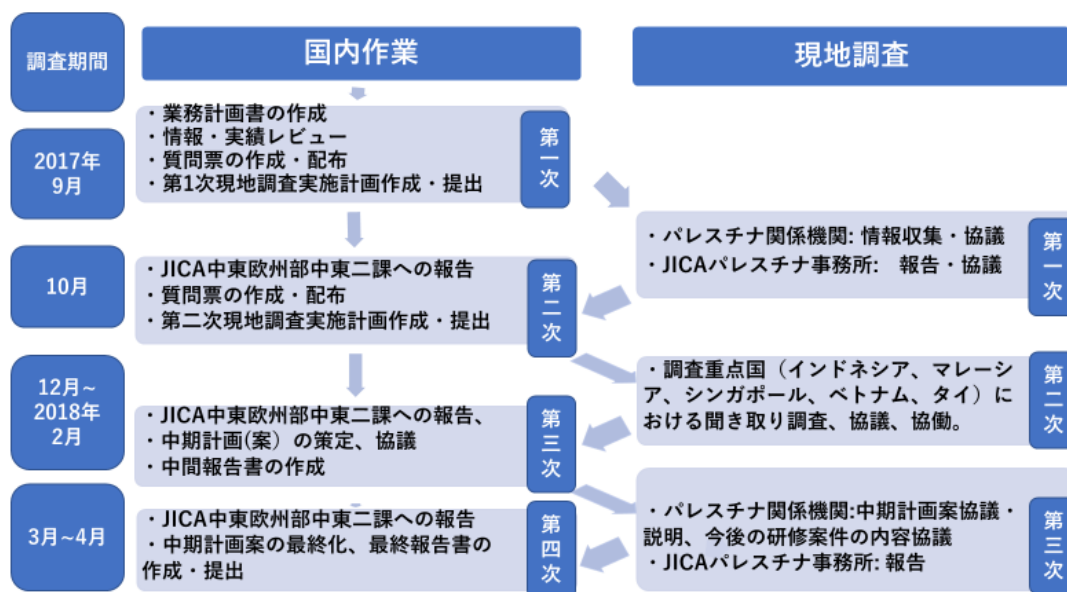 調査期間
国内作業
現地調査
2017年
9月
・業務計画書の作成
・情報・実績レビュー
・質問票の作成・配布
・第1次現地調査実施計画作成・提出
第一次
・パレスチナ関係機関: 情報収集・協議
・JICAパレスチナ事務所: 報告・協議
第一次
10月
・JICA中東欧州部中東二課への報告
・質問票の作成・配布
・第二次現地調査実施計画作成・提出
第二次
・調査重点国（インドネシア、マレーシ
ア、シンガポール、ベトナム、タイ）に
おける聞き取り調査、協議、協働。
第二次
12月~
2018年
2月
・JICA中東欧州部中東二課への報告、
・中期計画(案）の策定、協議
・中間報告書の作成
第三次
・パレスチナ関係機関:中期計画案協議・
説明、今後の研修案件の内容協議
・JICAパレスチナ事務所: 報告
第三次
3月~4月
・JICA中東欧州部中東二課への報告
・中期計画案の最終化、最終報告書の
作成・提出
第四次